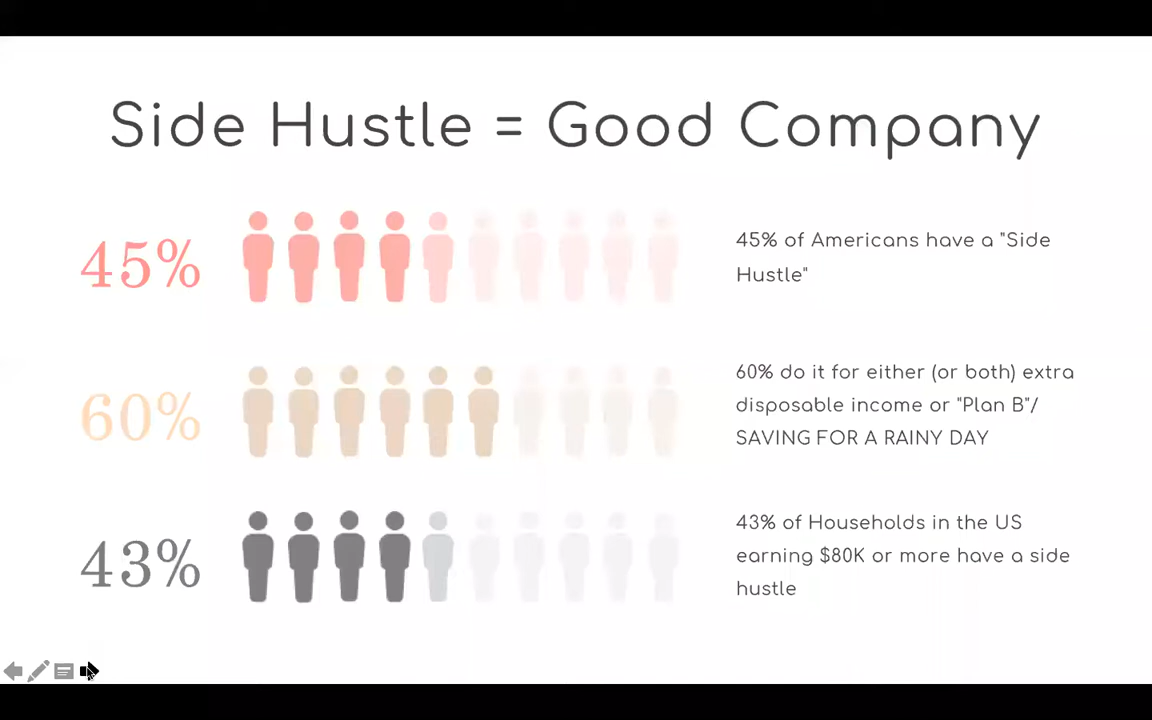 Side Hustle = Good Company
45%
45% of Americans have a "Side
Hustle"
60%
60% do it for either (or both) extra
disposable income or "Plan B"/
SAVING FOR A RAINY DAY
43%
43% of Households in the US
earning $80K or more have a side
hustle